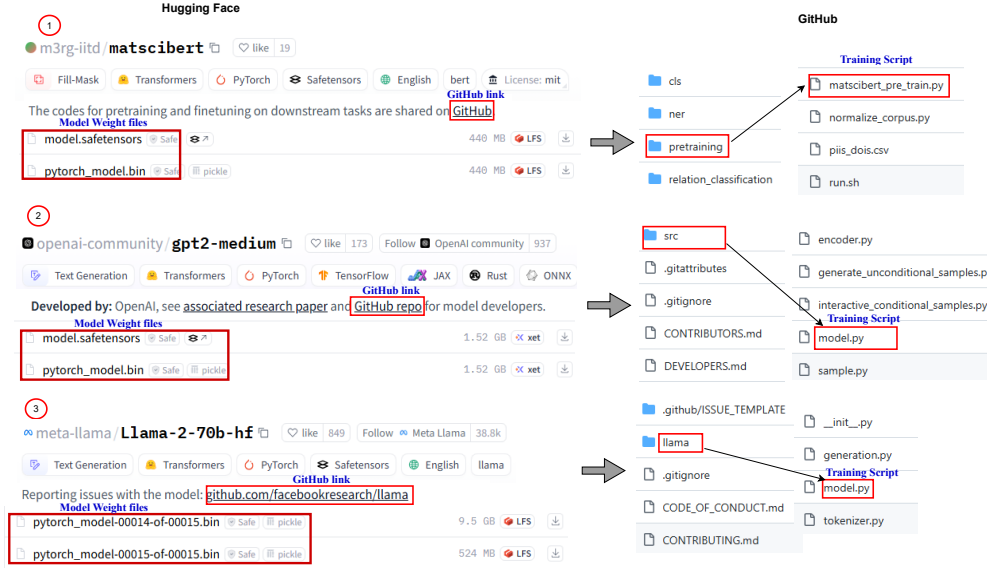 Hugging Face
GitHub
1
m3rg-iitd/matscibert like 19
Fill-Mask Transformers PyTorch Safetensors English bert License: mit
The codes for pretraining and finetuning on downstream tasks are shared on GitHub
GitHub link
Model Weight files
model.safetensors Safe 440 MB LFS
pytorch_model.bin Safe pickle 440 MB LFS
cls
ner
pretraining
relation_classification
Training Script
matscibert_pre_train.py
normalize_corpus.py
piis_dois.csv
run.sh
2
openai-community/gpt2-medium like 173 Follow OpenAI community 937
Text Generation Transformers PyTorch TensorFlow JAX Rust ONNX
GitHub link
Developed by: OpenAI, see associated research paper and GitHub repo for model developers.
Model Weight files
model.safetensors Safe 1.52 GB xet
pytorch_model.bin Safe pickle 1.52 GB xet
src
.gitattributes
.gitignore
CONTRIBUTORS.md
DEVELOPERS.md
encoder.py
generate_unconditional_samples.p
interactive_conditional_samples.py
Training Script
model.py
sample.py
3
meta-llama/Llama-2-70b-hf like 849 Follow Meta Llama 38.8k
Text Generation Transformers PyTorch Safetensors English llama
GitHub link
Reporting issues with the model: github.com/facebookresearch/llama
Model Weight files
pytorch_model-00014-of-00015.bin Safe pickle 9.5 GB LFS
pytorch_model-00015-of-00015.bin Safe pickle 524 MB LFS
.github/ISSUE_TEMPLATE
llama
.gitignore
CODE_OF_CONDUCT.md
CONTRIBUTING.md
__init__.py
generation.py
Training Script
model.py
tokenizer.py